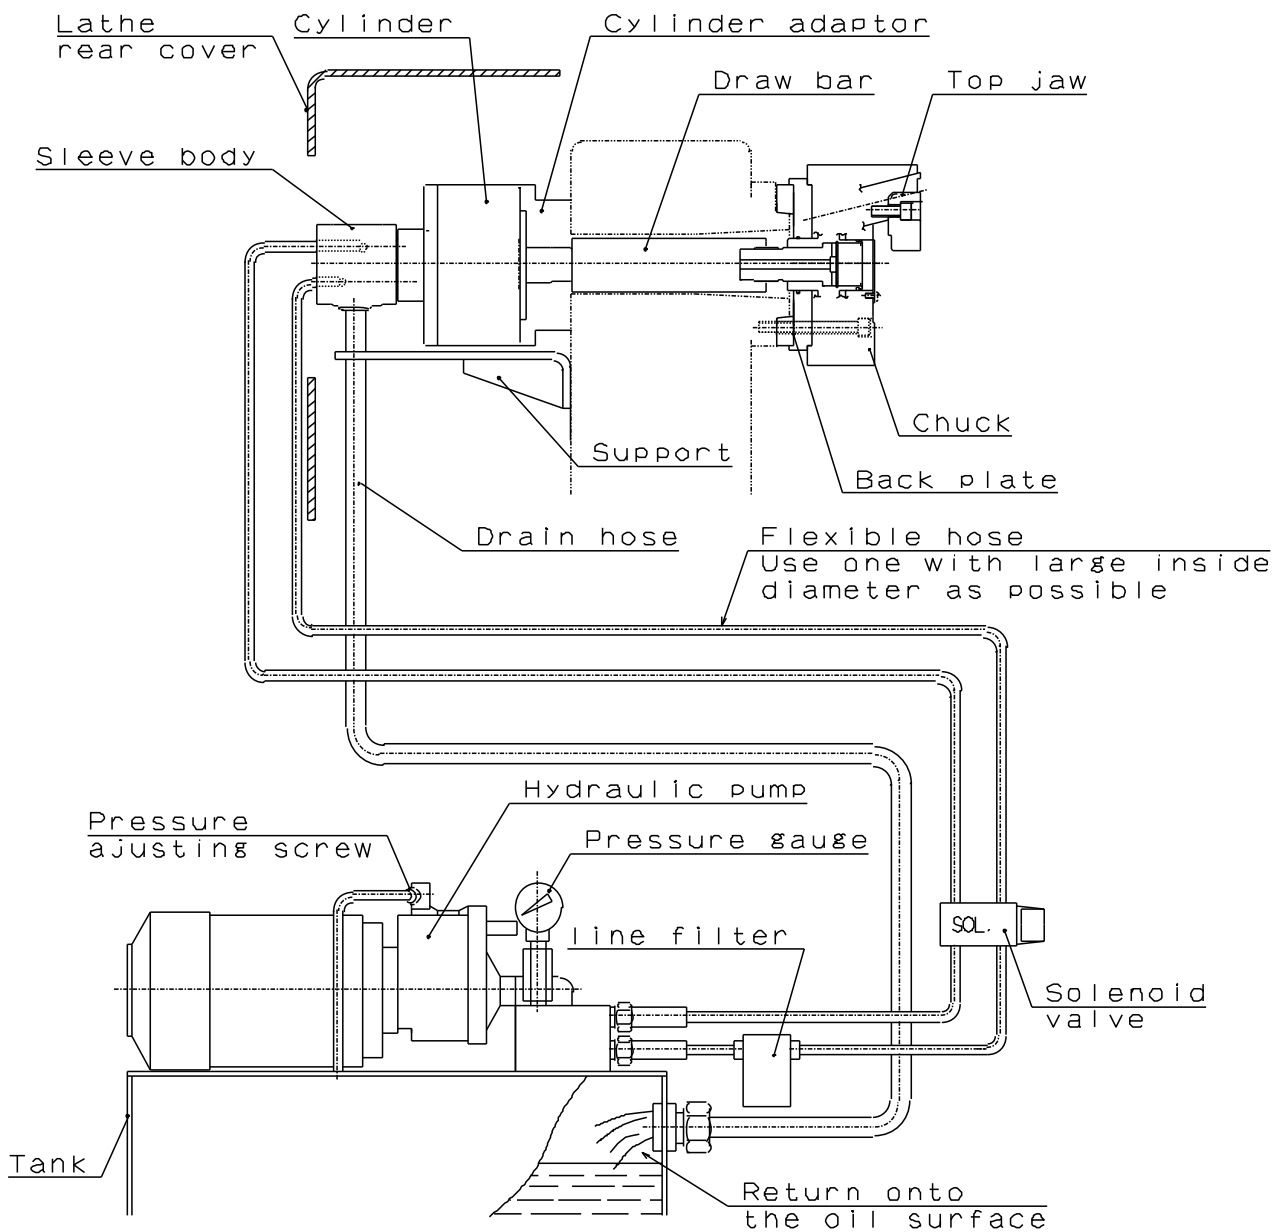 Lathe
rear cover
Cylinder
Cylinder adaptor
Draw bar
Top jaw
Sleeve body
Chuck
Support
Back plate
Drain hose
Flexible hose
Use one with large inside
diameter as possible
Hydraulic pump
Pressure
ajusting screw
Pressure gauge
line filter
SOL.
Solenoid
valve
Tank
Return onto
the oil surface